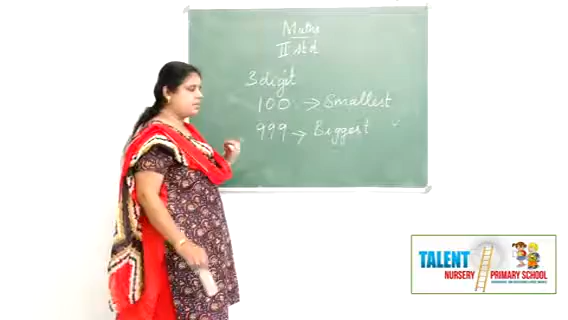 Maths
II std
3 digit
100 → Smallest
999 → Biggest
TALENT
NURSERY
PRIMARY SCHOOL